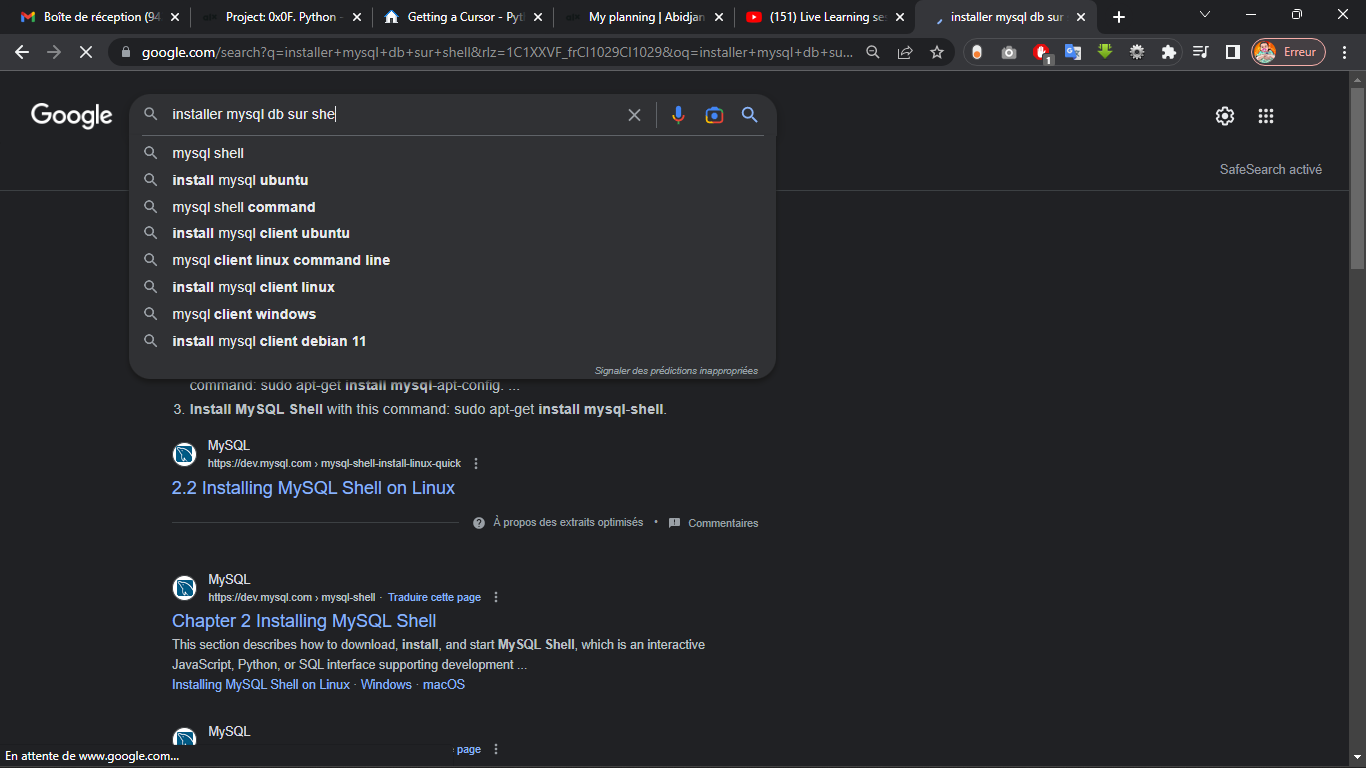 Boîte de réception (94
Project: 0x0F. Python -
Getting a Cursor - Pyt
My planning | Abidjan
(151) Live Learning se
installer mysql db sur
google.com/search?q=installer+mysql+db+sur+shell&rlz=1C1XXVF_frCI1029CI1029&oq=installer+mysql+db+su...
1
Erreur
Google
installer mysql db sur she
mysql shell
install mysql ubuntu
mysql shell command
install mysql client ubuntu
mysql client linux command line
install mysql client linux
mysql client windows
install mysql client debian 11
Signaler des prédictions inappropriées
SafeSearch activé
command: sudo apt-get install mysql-apt-config. ...
3. Install MySQL Shell with this command: sudo apt-get install mysql-shell.
MySQL
https://dev.mysql.com › mysql-shell-install-linux-quick
2.2 Installing MySQL Shell on Linux
À propos des extraits optimisés • Commentaires
MySQL
https://dev.mysql.com › mysql-shell · Traduire cette page
Chapter 2 Installing MySQL Shell
This section describes how to download, install, and start MySQL Shell, which is an interactive
JavaScript, Python, or SQL interface supporting development ...
Installing MySQL Shell on Linux · Windows · macOS
MySQL
page
En attente de www.google.com...